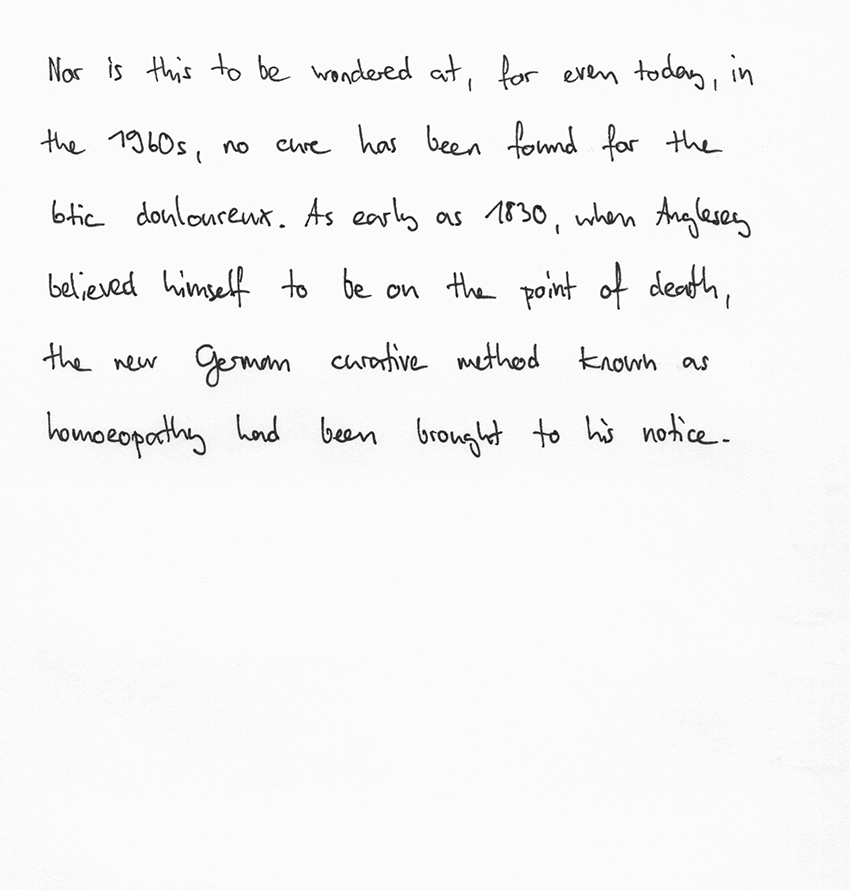 Nor is this to be wondered at, for even today, in
the 1960s, no cure has been found for the
btic douloureux. As early as 1830, when Anglesey
believed himself to be on the point of death,
the new German curative method known as
homoeopathy had been brought to his notice.